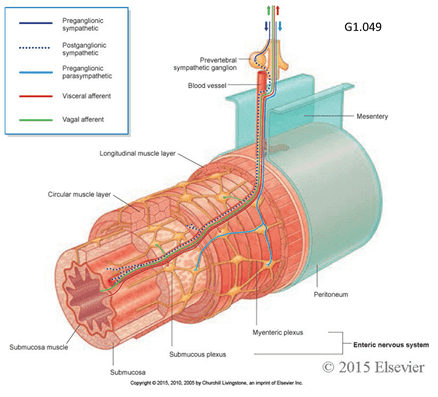 G1.049
Preganglionic
sympathetic
Postganglionic
sympathetic
Preganglionic
parasympathetic
Visceral afferent
Vagal afferent
Prevertebral
sympathetic ganglion
Blood vessel
Mesentery
Longitudinal muscle layer
Circular muscle layer
Peritoneum
Myenteric plexus
Submucosa muscle
Submucous plexus
Enteric nervous system
Submucosa
© 2015 Elsevier
Copyright © 2015, 2010, 2005 by Churchill Livingstone, an imprint of Elsevier Inc.